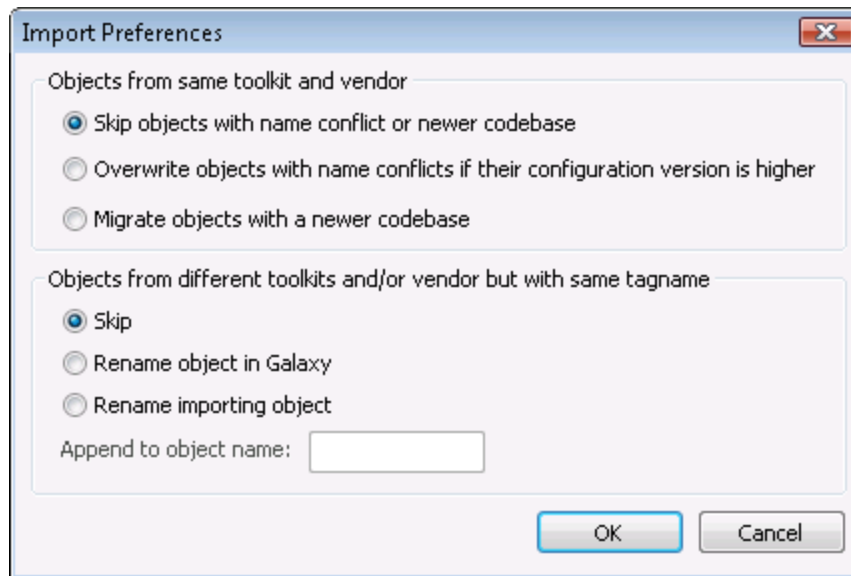 Import Preferences
Objects from same toolkit and vendor
Skip objects with name conflict or newer codebase
Overwrite objects with name conflicts if their configuration version is higher
Migrate objects with a newer codebase
Objects from different toolkits and/or vendor but with same tagname
Skip
Rename object in Galaxy
Rename importing object
Append to object name:
OK
Cancel